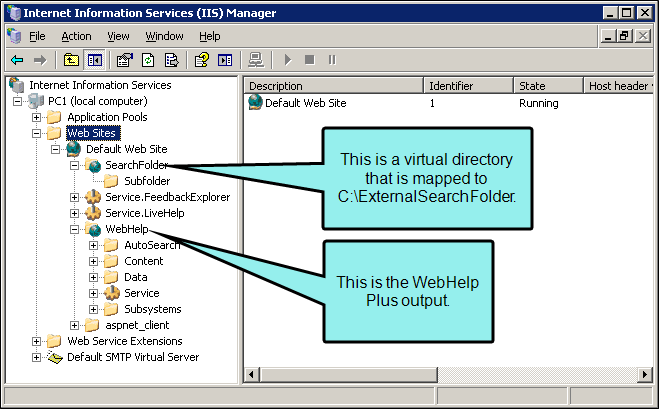 Internet Information Services (IIS) Manager
File Action View Window Help
Internet Information Services
PC1 (local computer)
Application Pools
Web Sites
Default Web Site
SearchFolder
Subfolder
Service.FeedbackExplorer
Service.LiveHelp
WebHelp
AutoSearch
Content
Data
Service
Subsystems
aspnet_client
Web Service Extensions
Default SMTP Virtual Server
Description Identifier State Host header
Default Web Site 1 Running
This is a virtual directory
that is mapped to
C:\ExternalSearchFolder.
This is the WebHelp
Plus output.